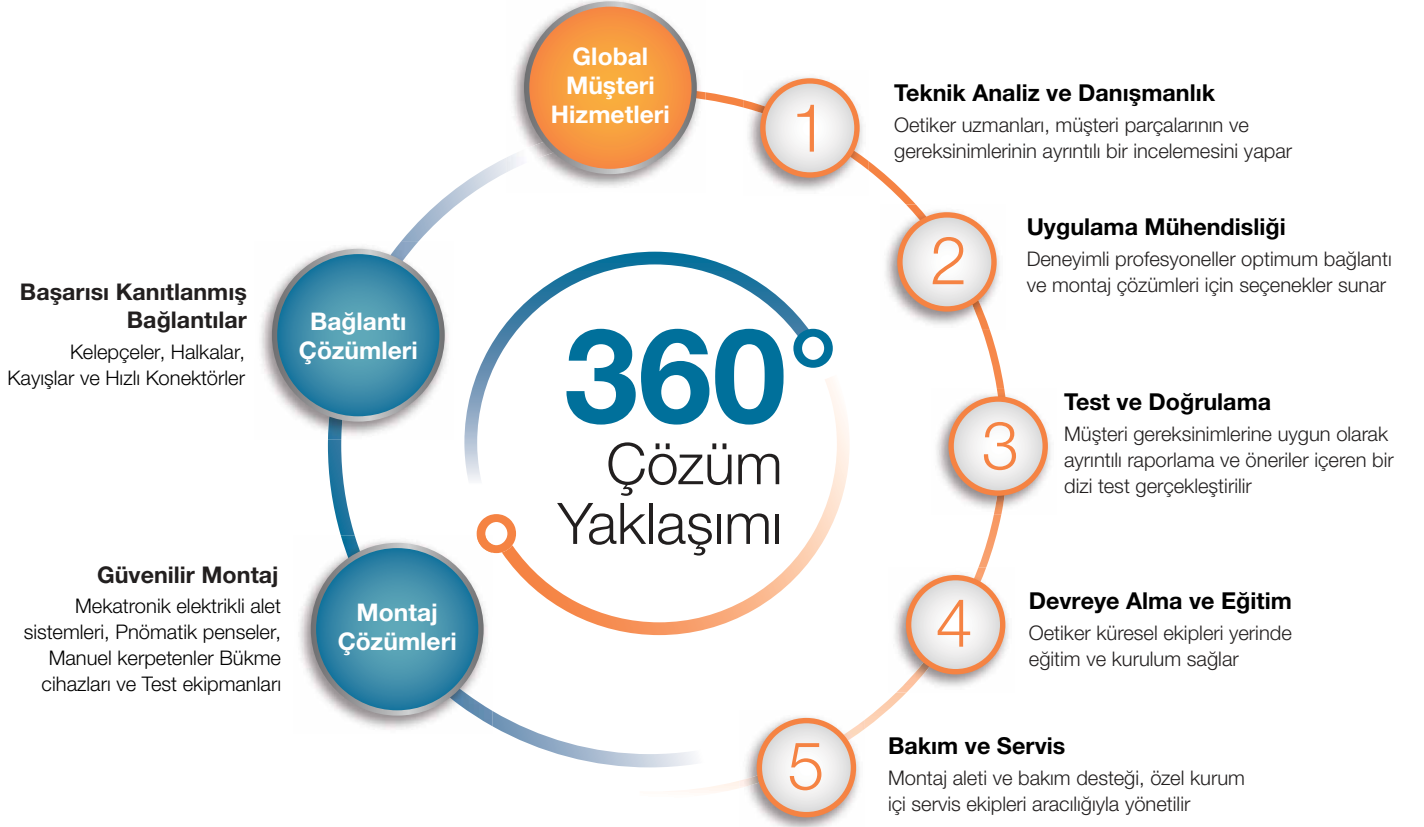 Global
Müşteri
Hizmetleri
1
Teknik Analiz ve Danışmanlık
Oetiker uzmanları, müşteri parçalarının ve
gereksinimlerinin ayrıntılı bir incelemesini yapar
2
Uygulama Mühendisliği
Deneyimli profesyoneller optimum bağlantı
ve montaj çözümleri için seçenekler sunar
3
Test ve Doğrulama
Müşteri gereksinimlerine uygun olarak
ayrıntılı raporlama ve öneriler içeren bir
dizi test gerçekleştirilir
4
Devreye Alma ve Eğitim
Oetiker küresel ekipleri yerinde
eğitim ve kurulum sağlar
5
Bakım ve Servis
Montaj aleti ve bakım desteği, özel kurum
içi servis ekipleri aracılığıyla yönetilir
Başarısı Kanıtlanmış
Bağlantılar
Kelepçeler, Halkalar,
Kayışlar ve Hızlı Konektörler
Bağlantı
Çözümleri
Güvenilir Montaj
Mekatronik elektrikli alet
sistemleri, Pnömatik penseler,
Manuel kerpetenler Bükme
cihazları ve Test ekipmanları
Montaj
Çözümleri
360°
Çözüm
Yaklaşımı